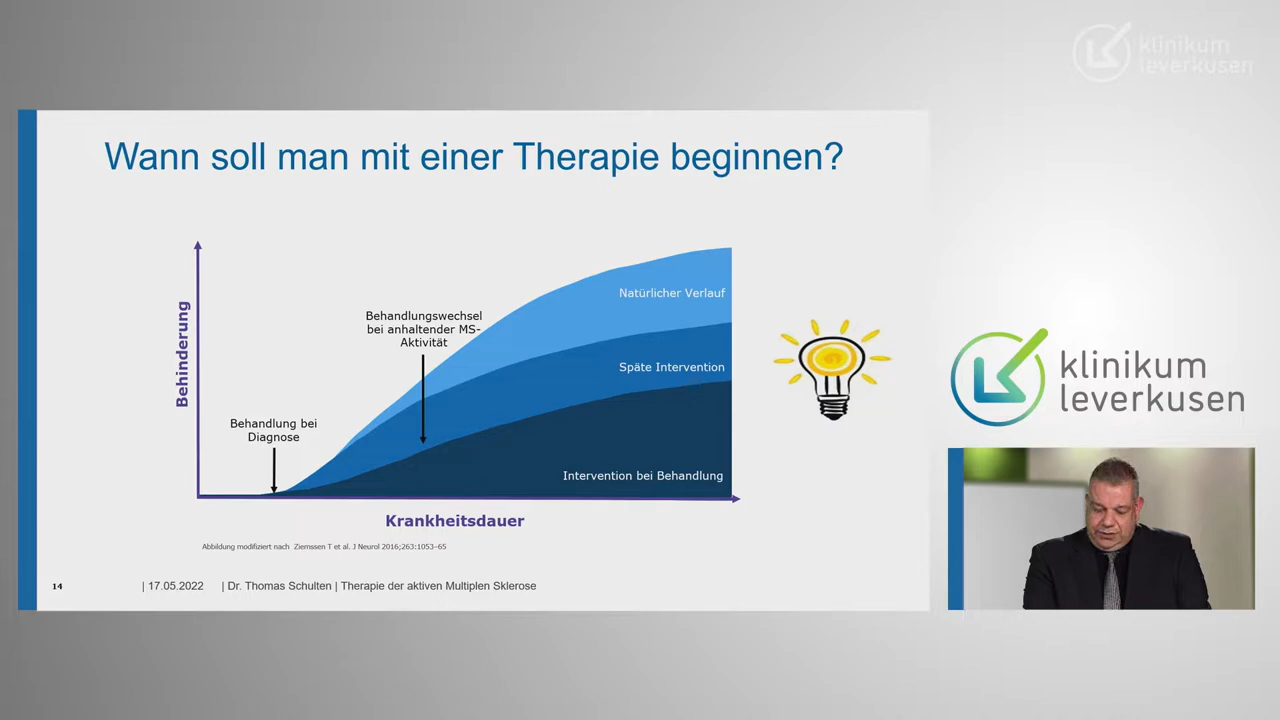 klinikum
leverkusen
Wann soll man mit einer Therapie beginnen?
Behinderung
Behandlung bei
Diagnose
Behandlungswechsel
bei anhaltender MS-
Aktivität
Natürlicher Verlauf
Späte Intervention
Intervention bei Behandlung
Krankheitsdauer
Abbildung modifiziert nach Ziemssen T et al. J Neurol 2016;263:1053–65
14 | 17.05.2022 | Dr. Thomas Schulten | Therapie der aktiven Multiplen Sklerose
klinikum
leverkusen